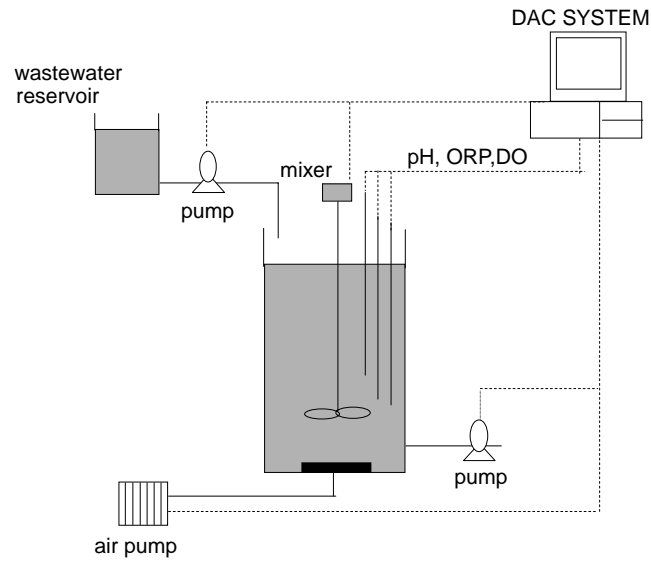 DAC SYSTEM
wastewater
reservoir
pH, ORP,DO
mixer
pump
pump
air pump